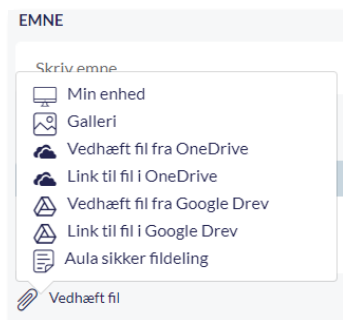 EMNE
Skriv emne
Min enhed
Galleri
Vedhæft fil fra OneDrive
Link til fil i OneDrive
Vedhæft fil fra Google Drev
Link til fil i Google Drev
Aula sikker fildeling
Vedhæft fil